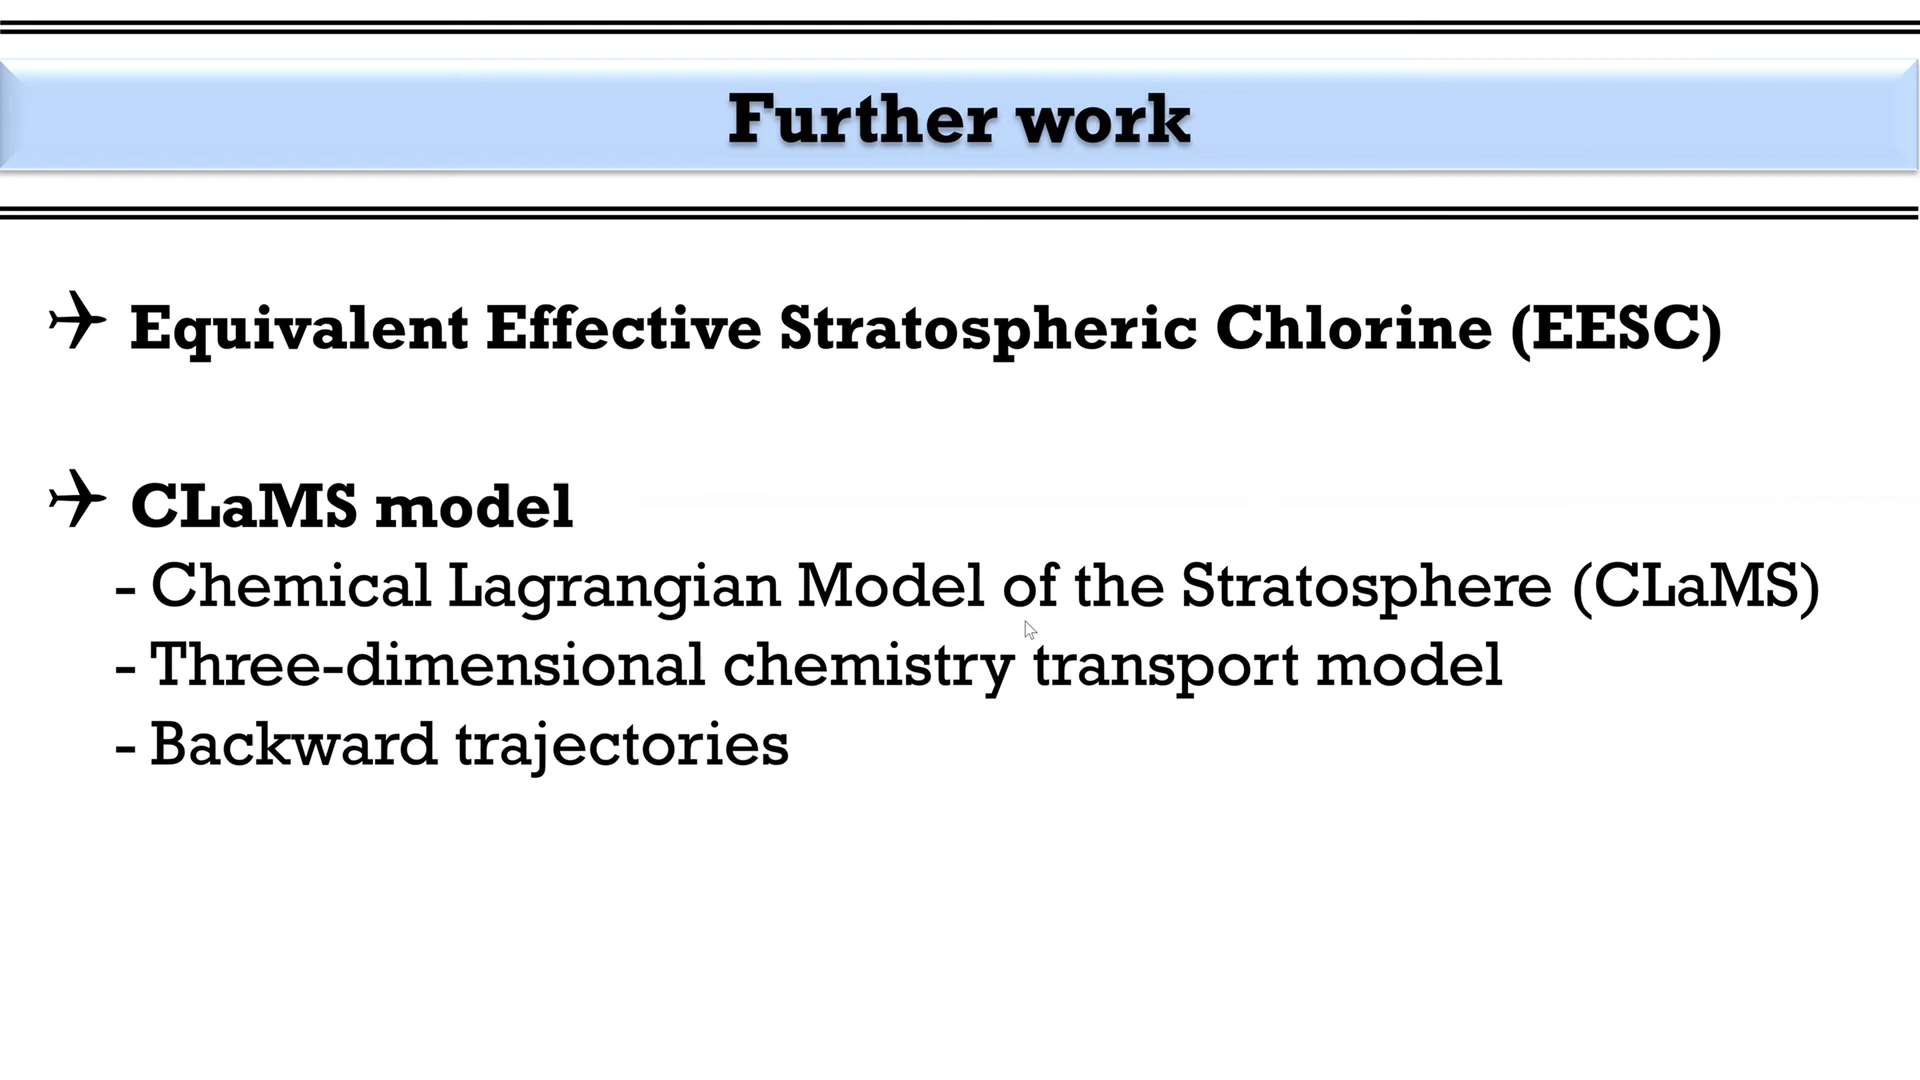 Further work
Equivalent Effective Stratospheric Chlorine (EESC)
CLaMS model
- Chemical Lagrangian Model of the Stratosphere (CLaMS)
- Three-dimensional chemistry transport model
- Backward trajectories